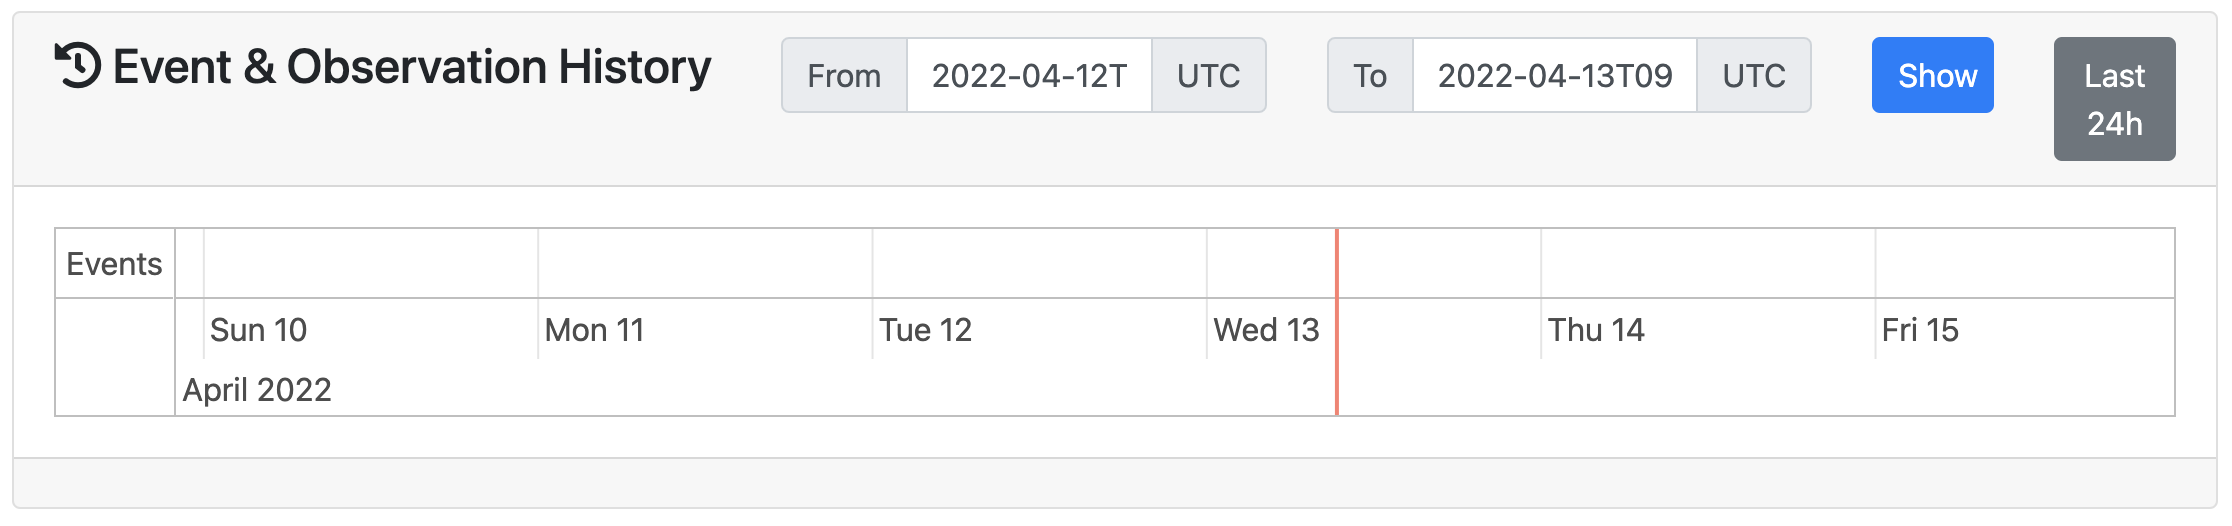 Event & Observation History
From 2022-04-12T UTC
To 2022-04-13T09 UTC
Show
Last
24h
Events
Sun 10 Mon 11 Tue 12 Wed 13 Thu 14 Fri 15
April 2022